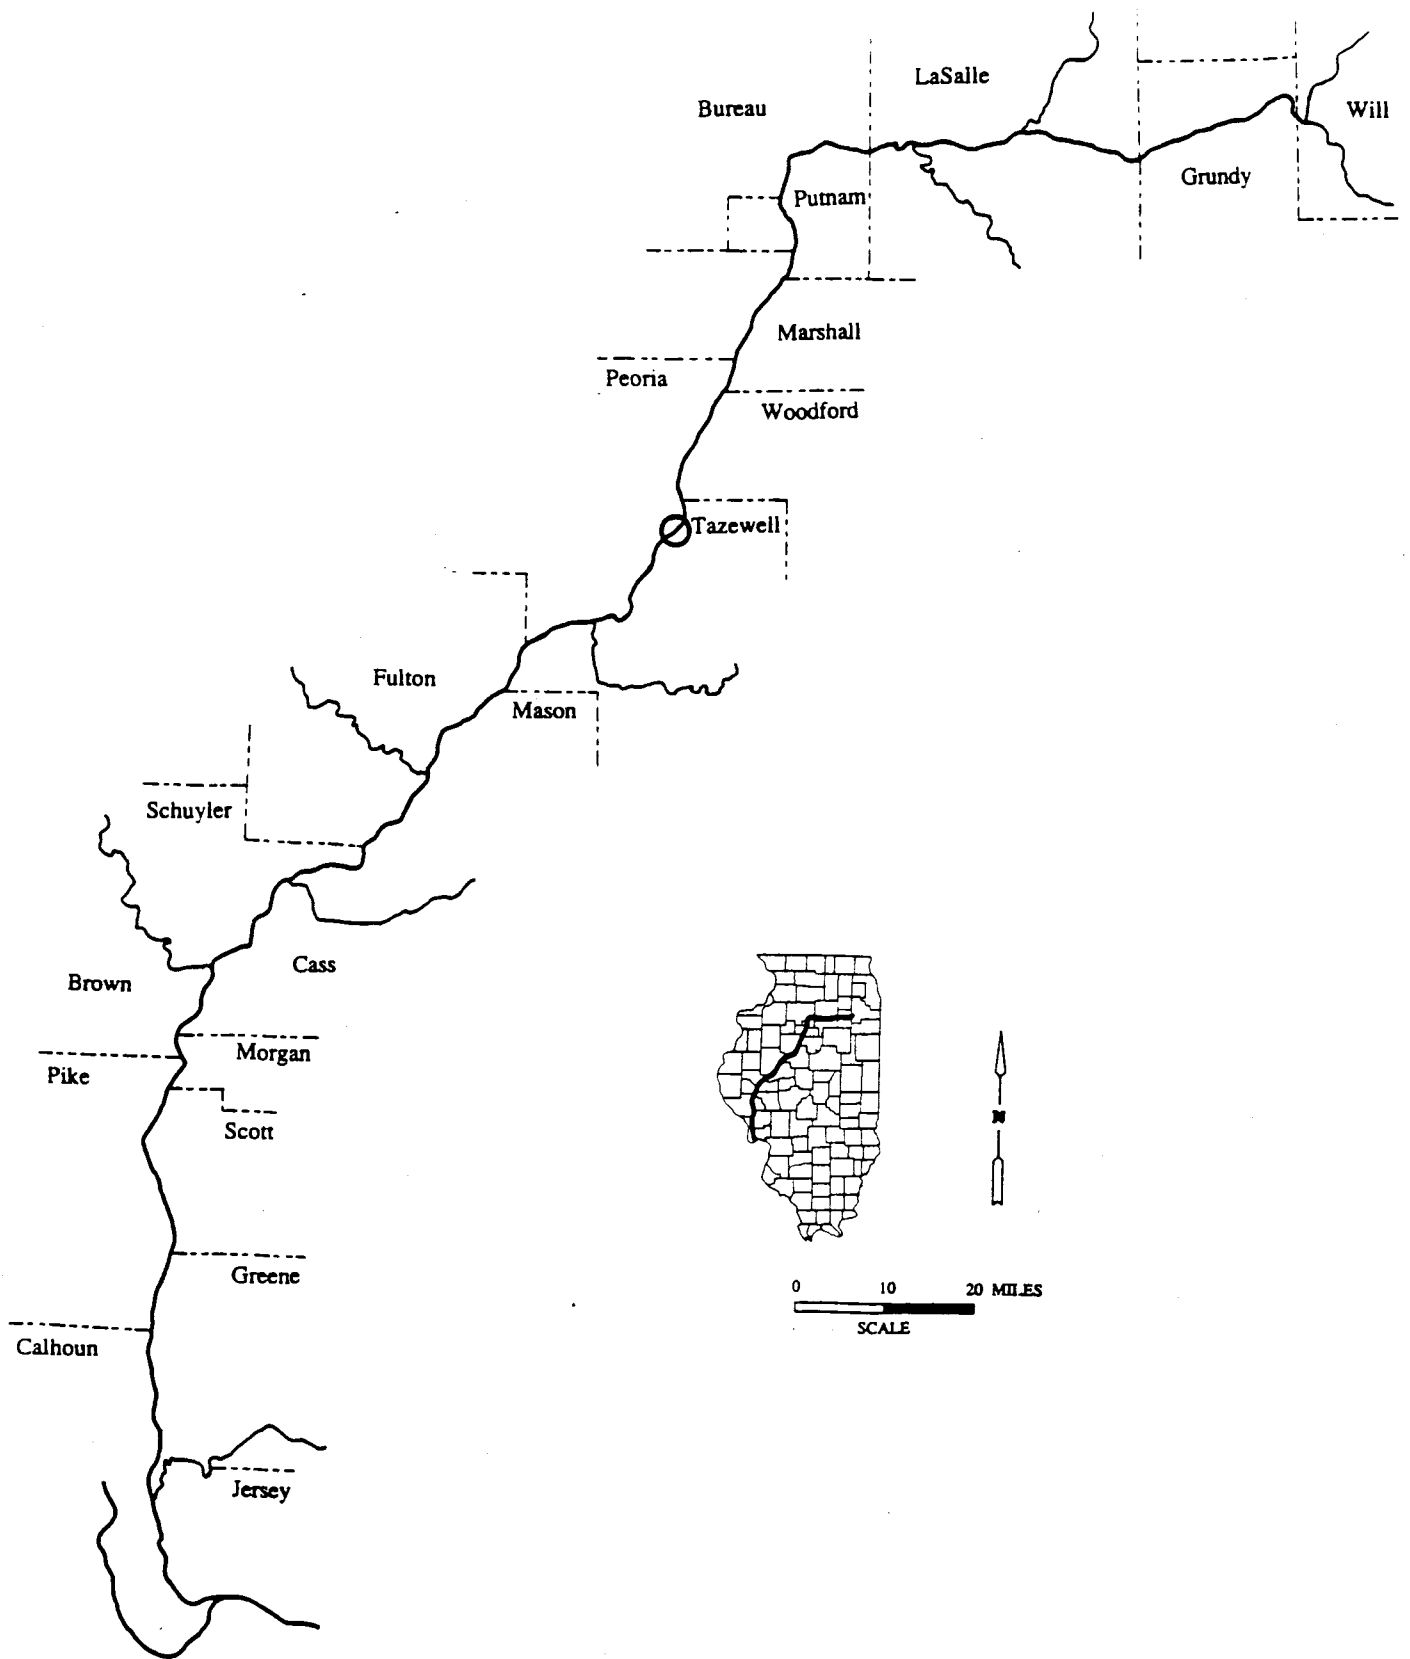 LaSalle
Bureau
Will
Grundy
Putnam
Marshall
Peoria
Woodford
Tazewell
Fulton
Mason
Schuyler
Cass
Brown
Morgan
Pike
Scott
N
Greene
0 10 20 MILES
SCALE
Calhoun
Jersey